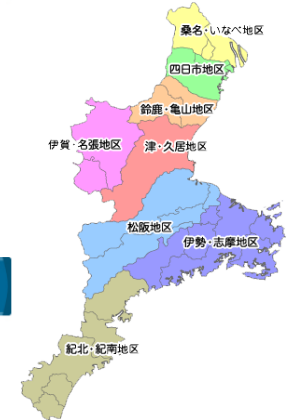 桑名・いなべ地区
四日市地区
鈴鹿・亀山地区
伊賀・名張地区
津・久居地区
松阪地区
伊勢・志摩地区
紀北・紀南地区